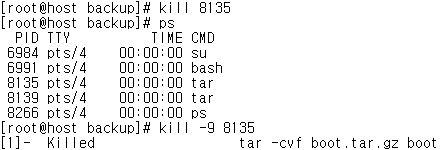 [root@host backup]# kill 8135
[root@host backup]# ps
  PID TTY          TIME CMD
 6984 pts/4    00:00:00 su
 6991 pts/4    00:00:00 bash
 8135 pts/4    00:00:00 tar
 8139 pts/4    00:00:00 tar
 8266 pts/4    00:00:00 ps
[root@host backup]# kill -9 8135
[1]-  Killed                  tar -cvf boot.tar.gz boot